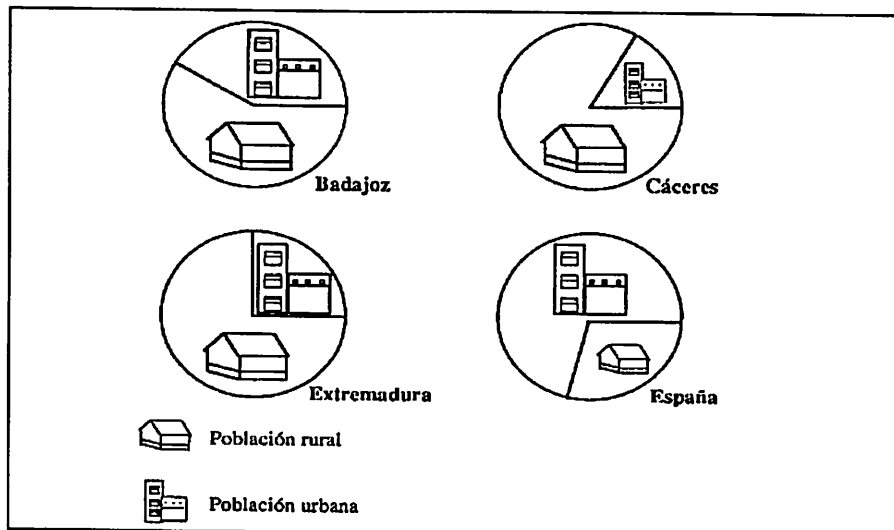 Badajoz
Cáceres
Extremadura
España
Población rural
Población urbana